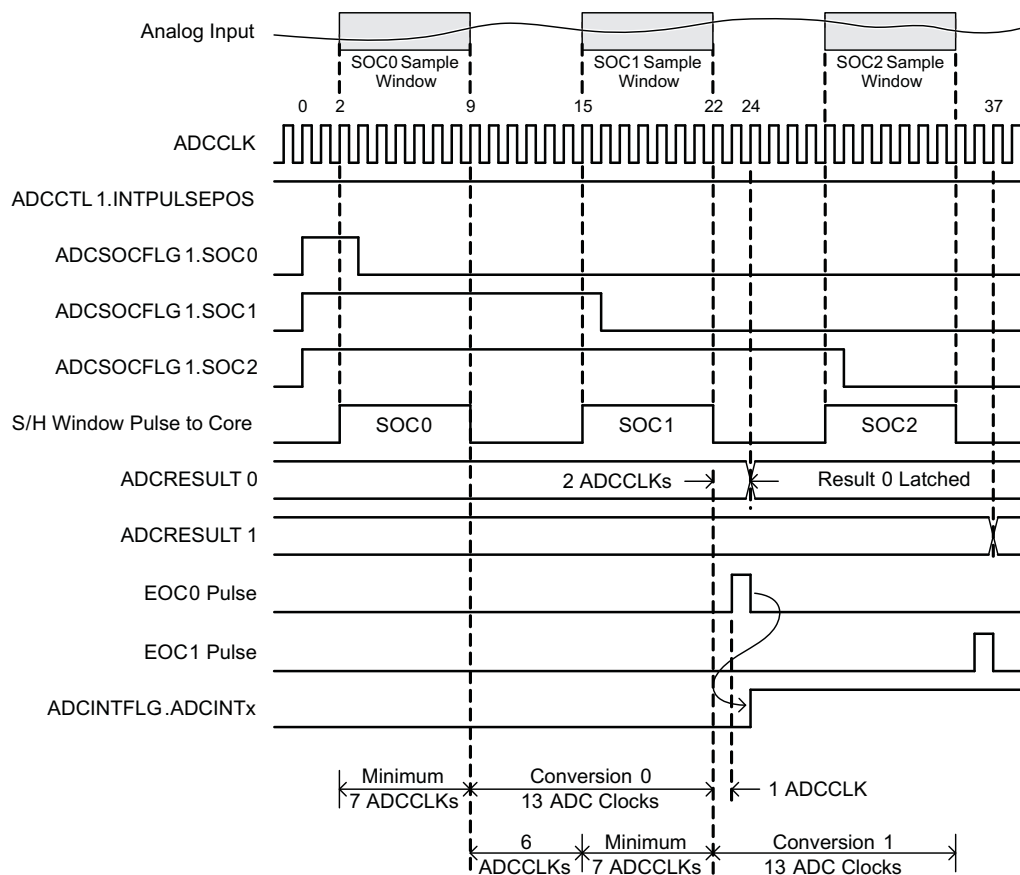 Analog Input
SOC0 Sample
Window
SOC1 Sample
Window
SOC2 Sample
Window
0 2 9 15 22 24 37
ADCCLK
ADCCTL 1.INTPULSEPOS
ADCSOCFLG 1.SOC0
ADCSOCFLG 1.SOC1
ADCSOCFLG 1.SOC2
S/H Window Pulse to Core
SOC0
SOC1
SOC2
ADCRESULT 0
2 ADCCLKs
Result 0 Latched
ADCRESULT 1
EOC0 Pulse
EOC1 Pulse
ADCINTFLG .ADCINTx
Minimum
7 ADCCLKs
Conversion 0
13 ADC Clocks
1 ADCCLK
6
ADCCLKs
Minimum
7 ADCCLKs
Conversion 1
13 ADC Clocks